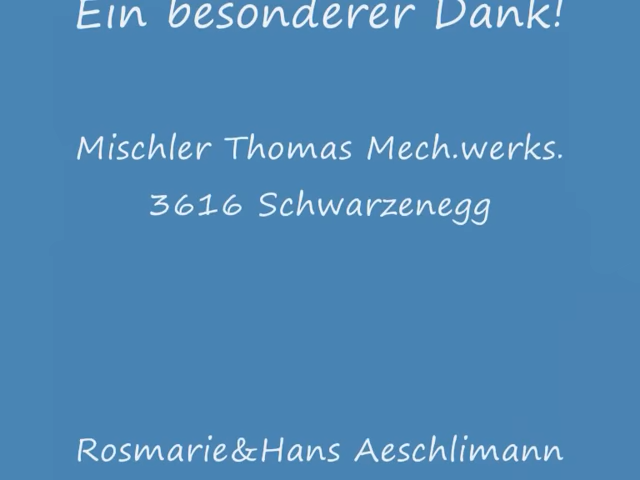 Ein besonderer Dank!
Mischler Thomas Mech.werks.
3616 Schwarzenegg
Rosmarie&Hans Aeschlimann